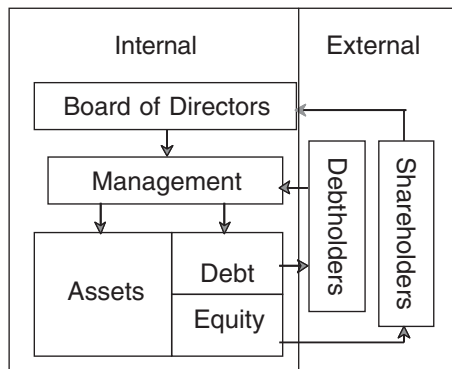 Internal
External
Board of Directors
Management
Debtholders
Shareholders
Assets
Debt
Equity